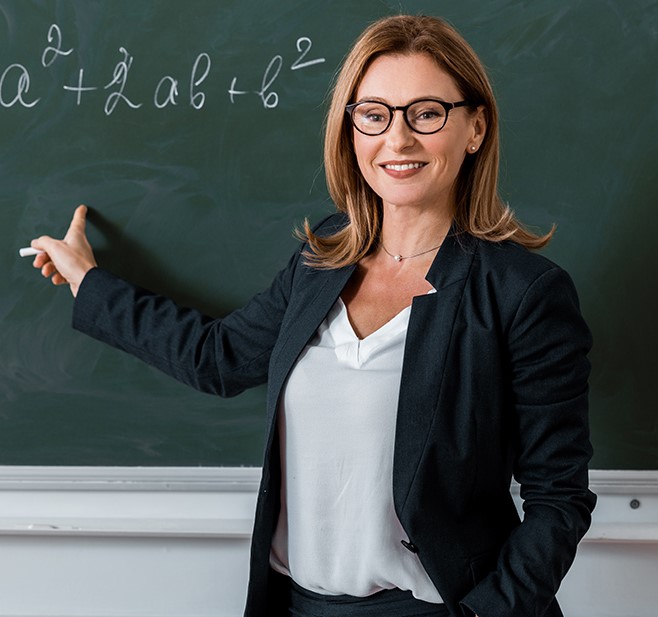 a² + 2ab + b²